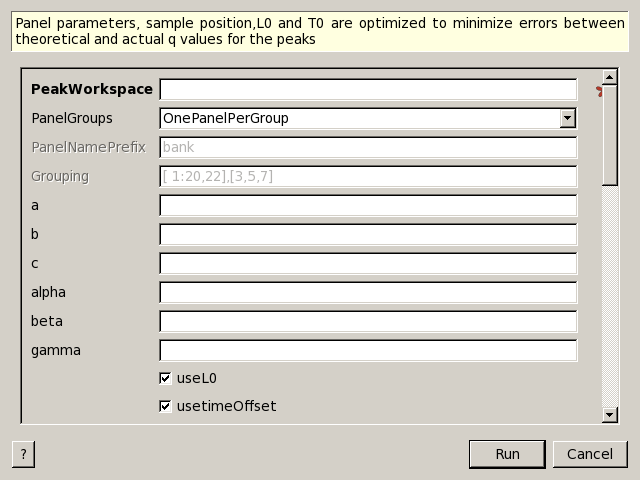 Panel parameters, sample position,L0 and T0 are optimized to minimize errors between
theoretical and actual q values for the peaks
PeakWorkspace
PanelGroups OnePanelPerGroup
PanelNamePrefix bank
Grouping [ 1:20,22],[3,5,7]
a
b
c
alpha
beta
gamma
useL0
usetimeOffset
? Run Cancel